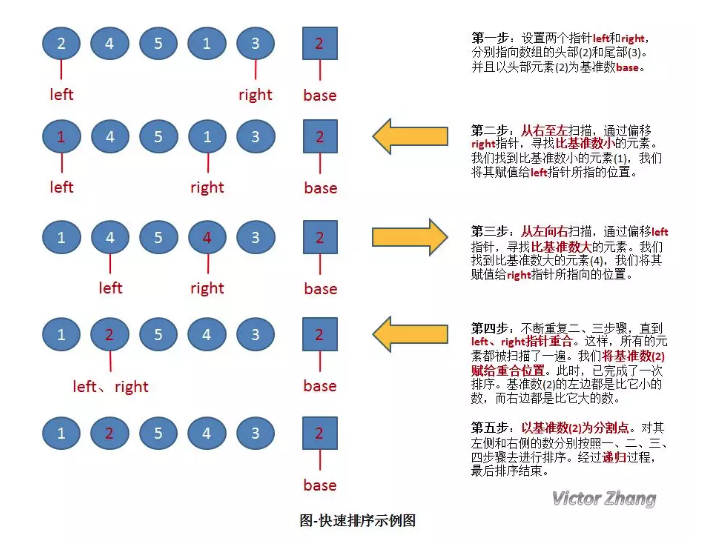 2 4 5 1 3 2
left right base
第一步：设置两个指针left和right，
分别指向数组的头部(2)和尾部(3)。
并且以头部元素(2)为基准数base。
1 4 5 1 3 2
left right base
第二步：从右至左扫描，通过偏移
right指针，寻找比基准数小的元素。
我们找到比基准数小的元素(1)，我们
将其赋值给left指针所指的位置。
1 4 5 4 3 2
left right base
第三步：从左向右扫描，通过偏移left
指针，寻找比基准数大的元素。我们
找到比基准数大的元素(4)，我们将其
赋值给right指针所指向的位置。
1 2 5 4 3 2
left、right base
第四步：不断重复二、三步骤，直到
left、right指针重合。这样，所有的元
素都被扫描了一遍。我们将基准数(2)
赋给重合位置。此时，已完成了一次
排序。基准数(2)的左边都是比它小的
数，而右边都是比它大的数。
1 2 5 4 3 2
base
第五步：以基准数(2)为分割点。对其
左侧和右侧的数分别按照一、二、三、
四步骤去进行排序。经过递归过程，
最后排序结束。
Victor Zhang
图-快速排序示例图